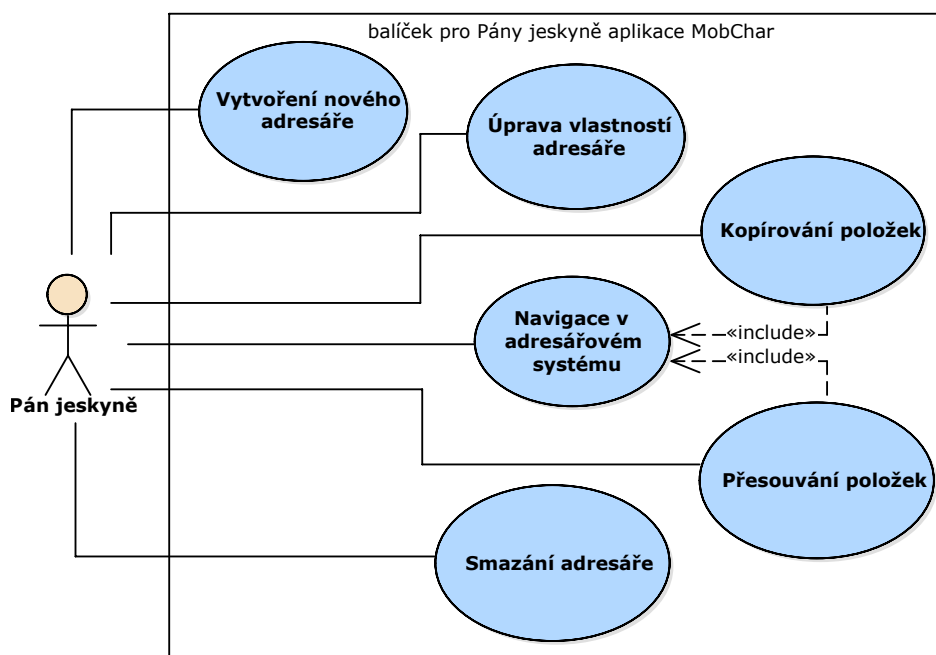 balíček pro Pány jeskyně aplikace MobChar
Vytvoření nového
adresáře
Úprava vlastností
adresáře
Kopírování položek
Navigace v
adresářovém
systému
«include»
«include»
Pán jeskyně
Přesouvání položek
Smazání adresáře